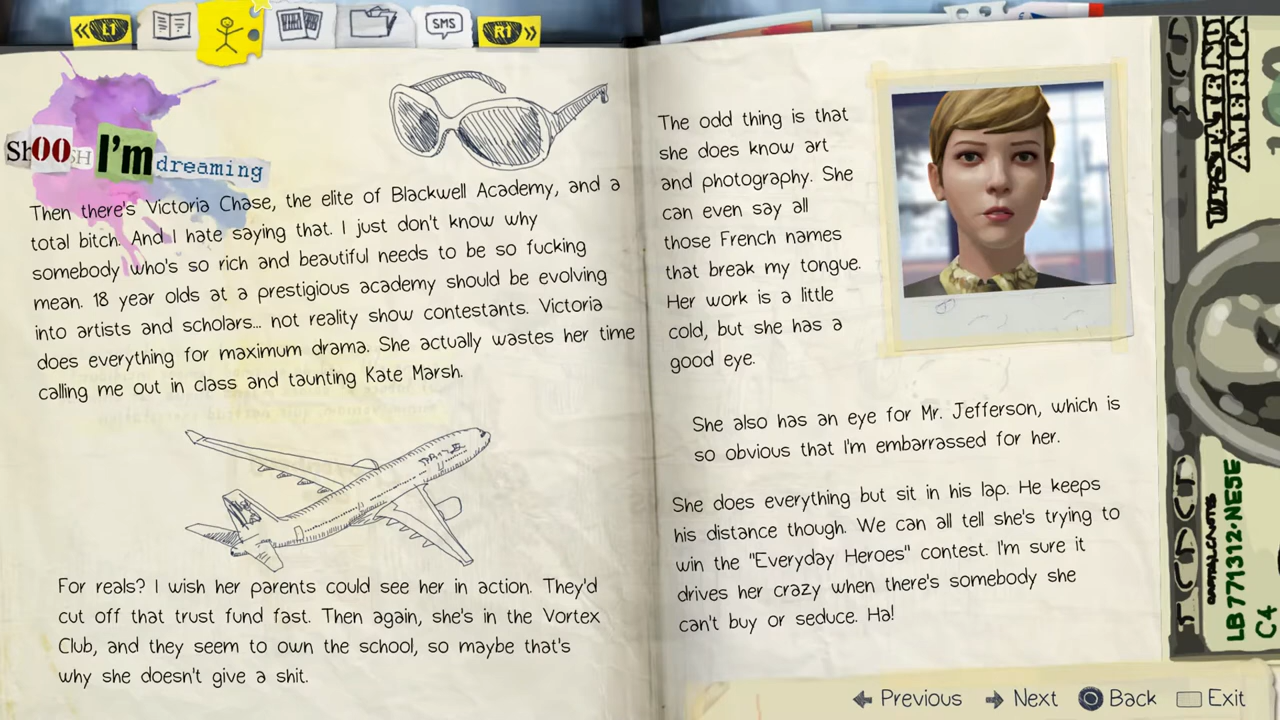 L1
SMS
R1
ShOOSH I'm dreaming
Then there's Victoria Chase, the elite of Blackwell Academy, and a
total bitch. And I hate saying that. I just don't know why
somebody who's so rich and beautiful needs to be so fucking
mean. 18 year olds at a prestigious academy should be evolving
into artists and scholars... not reality show contestants. Victoria
does everything for maximum drama. She actually wastes her time
calling me out in class and taunting Kate Marsh.
For reals? I wish her parents could see her in action. They'd
cut off that trust fund fast. Then again, she's in the Vortex
Club, and they seem to own the school, so maybe that's
why she doesn't give a shit.
The odd thing is that
she does know art
and photography. She
can even say all
those French names
that break my tongue.
Her work is a little
cold, but she has a
good eye.
She also has an eye for Mr. Jefferson, which is
so obvious that I'm embarrassed for her.
She does everything but sit in his lap. He keeps
his distance though. We can all tell she's trying to
win the "Everyday Heroes" contest. I'm sure it
drives her crazy when there's somebody she
can't buy or seduce. Ha!
AMERICA
LB7771312-NE5E
C4
Previous
Next
Back
Exit